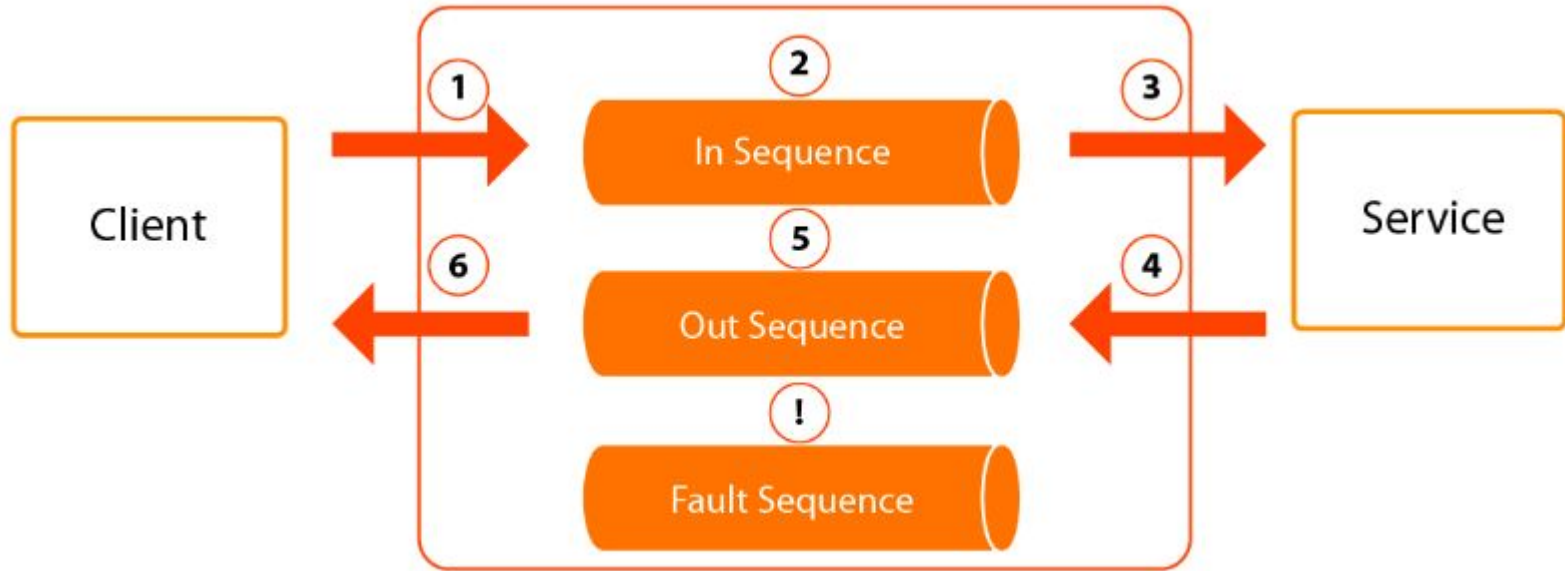 1
2
3
In Sequence
Client
Service
6
5
4
Out Sequence
!
Fault Sequence